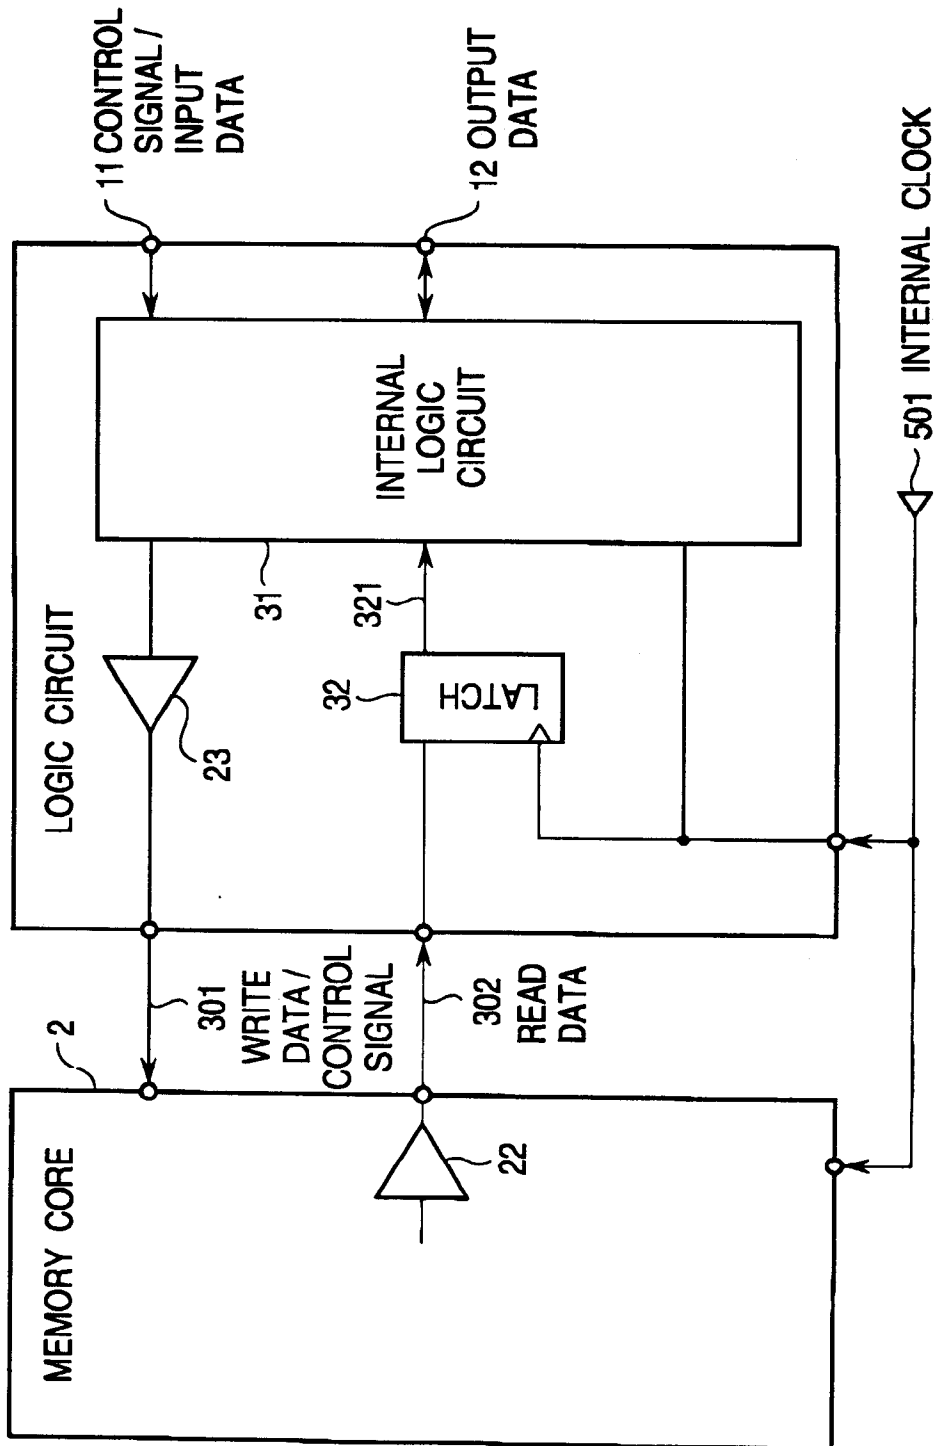 MEMORY CORE
2
22
301
WRITE
DATA/
CONTROL
SIGNAL
302
READ
DATA
LOGIC CIRCUIT
23
31
32
LATCH
321
INTERNAL
LOGIC
CIRCUIT
11 CONTROL
SIGNAL/
INPUT
DATA
12 OUTPUT
DATA
501 INTERNAL CLOCK